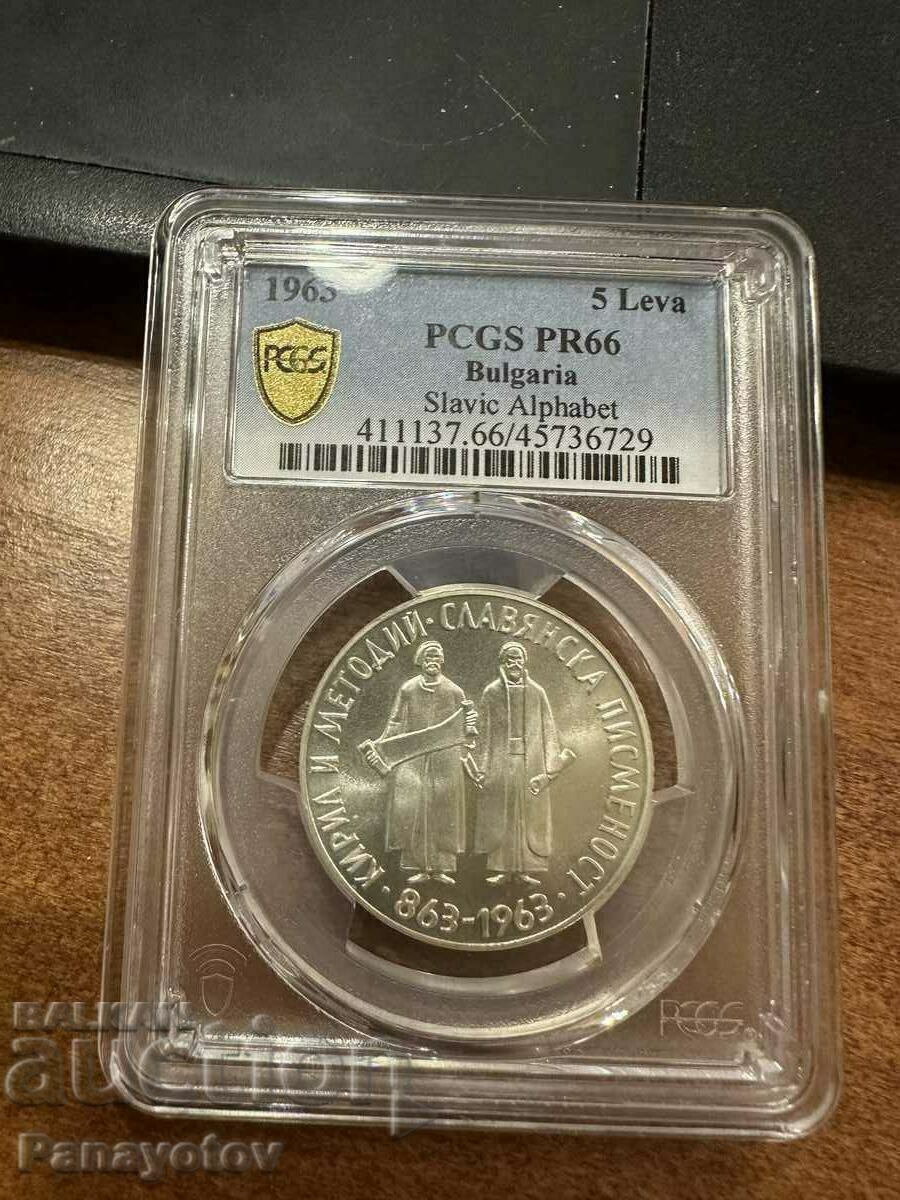 1963 5 Leva
PCGS PCGS PR66
Bulgaria
Slavic Alphabet
411137.66/45736729
КИРИЛ И МЕТОДИЙ · СЛАВЯНСКА ПИСМЕНОСТ ·
863-1963 ·
PCGS
BALKAN
auction
Panayotov